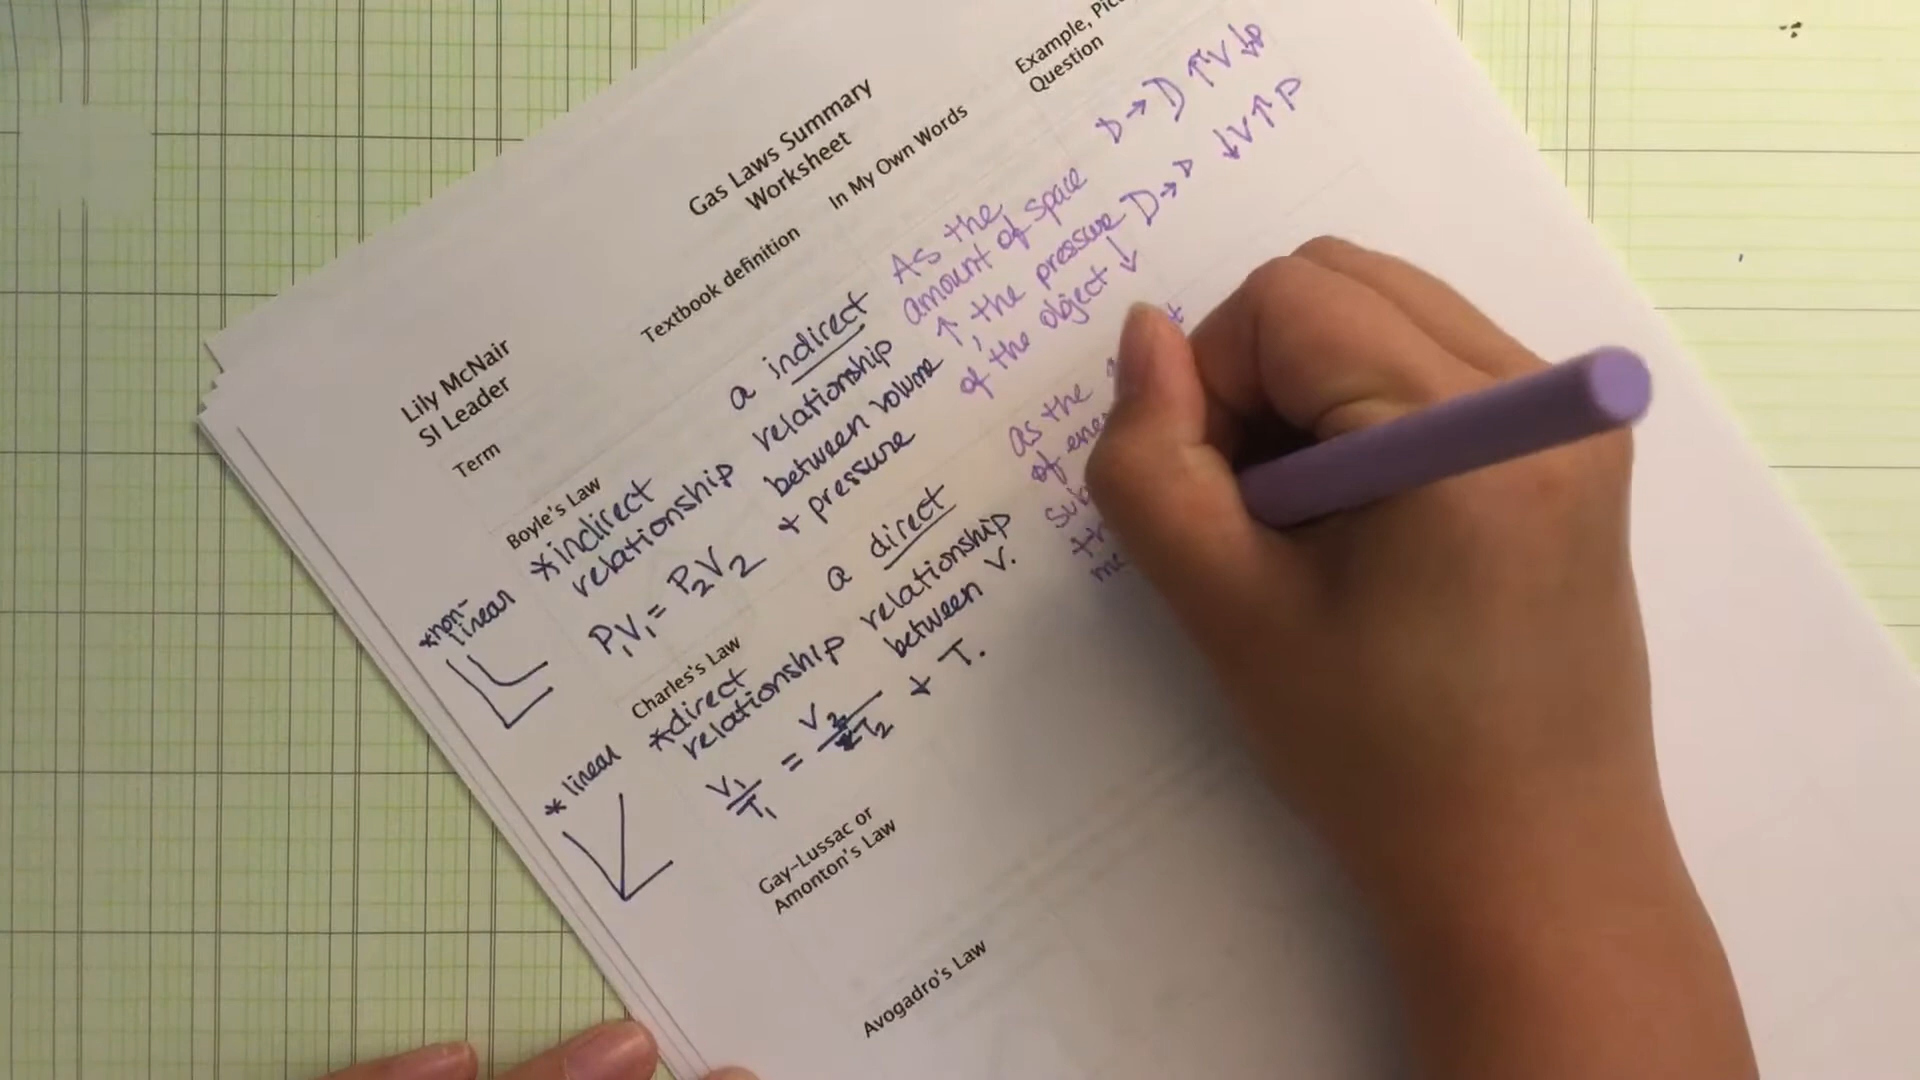 Gas Laws Summary
Worksheet
Lily McNair
SI Leader
Term
Textbook definition
In My Own Words
Example,
Question
Boyle's Law
*indirect
relationship
P₁V₁ = P₂V₂
*non-
linear
a indirect
relationship
between volume
+ pressure
As the
amount of space
↑, the pressure
of the object ↓
D → D ↑V ↓P
D → D ↓V ↑P
Charles's Law
*direct
relationship
V₁/T₁ = V₂/T₂
* linear
a direct
relationship
between V.
+ T.
as the
of
Gay-Lussac or
Amonton's Law
Avogadro's Law